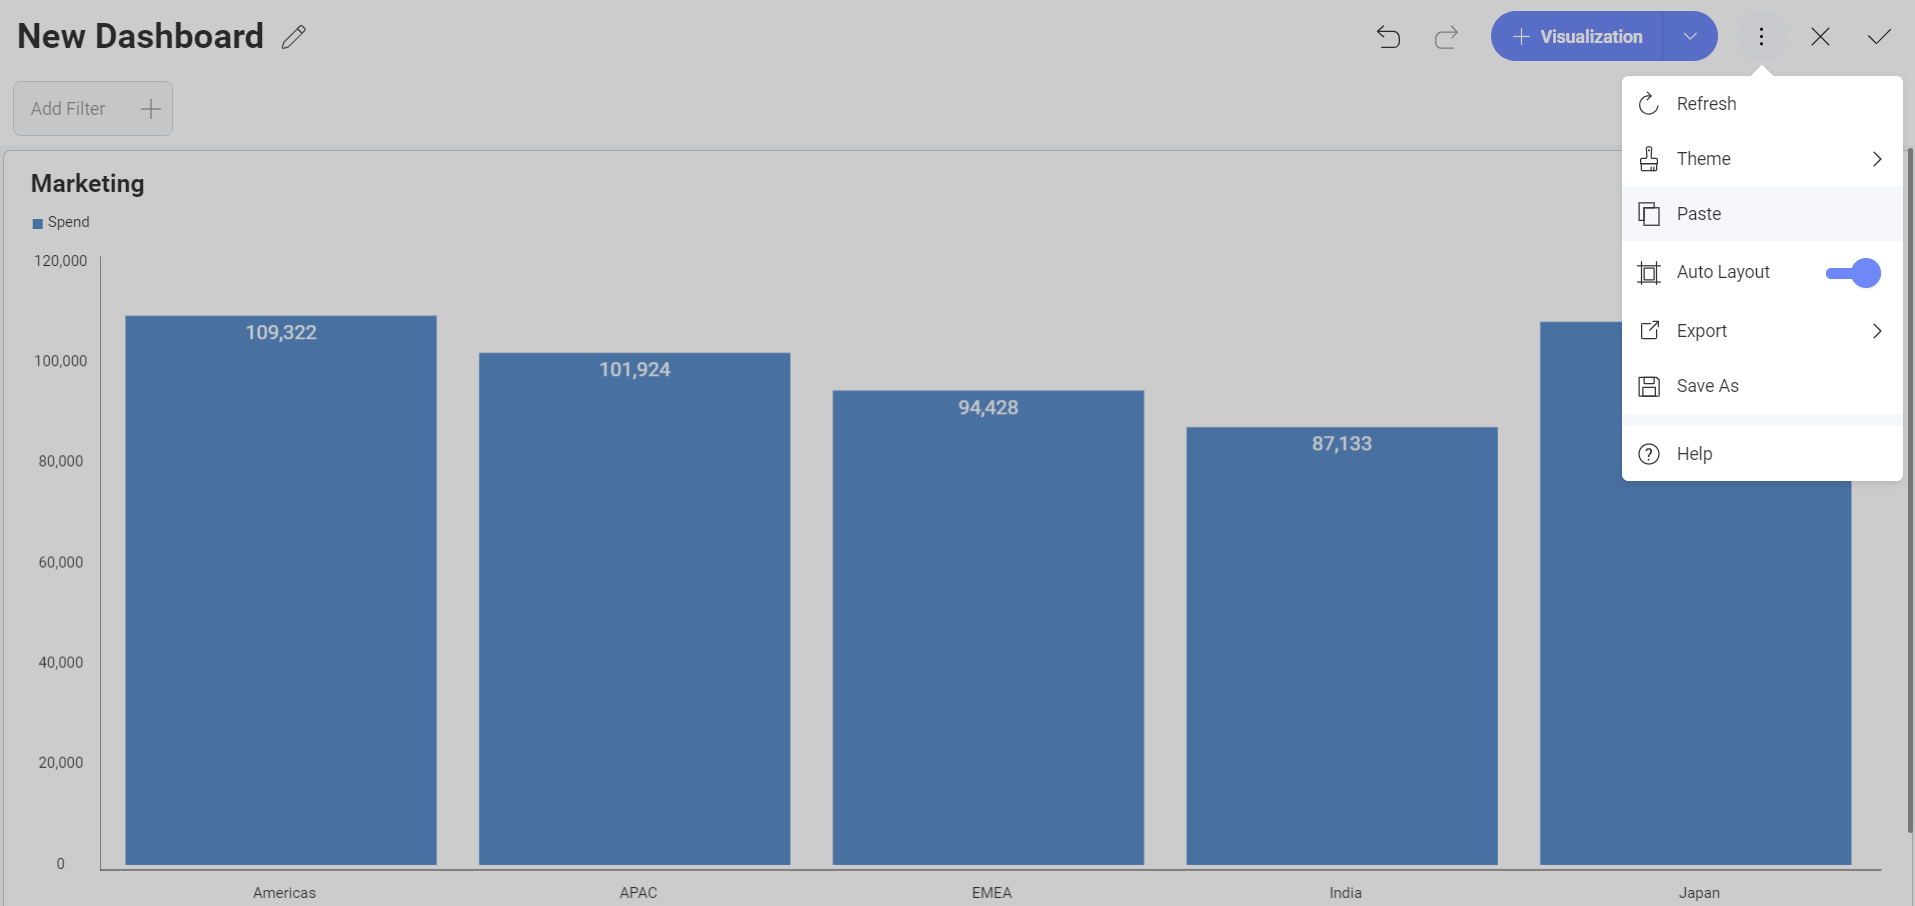 New Dashboard
Visualization
Add Filter
Refresh
Theme
Paste
Auto Layout
Export
Save As
Help
Marketing
Spend
120,000
100,000
80,000
60,000
40,000
20,000
0
109,322
101,924
94,428
87,133
Americas
APAC
EMEA
India
Japan